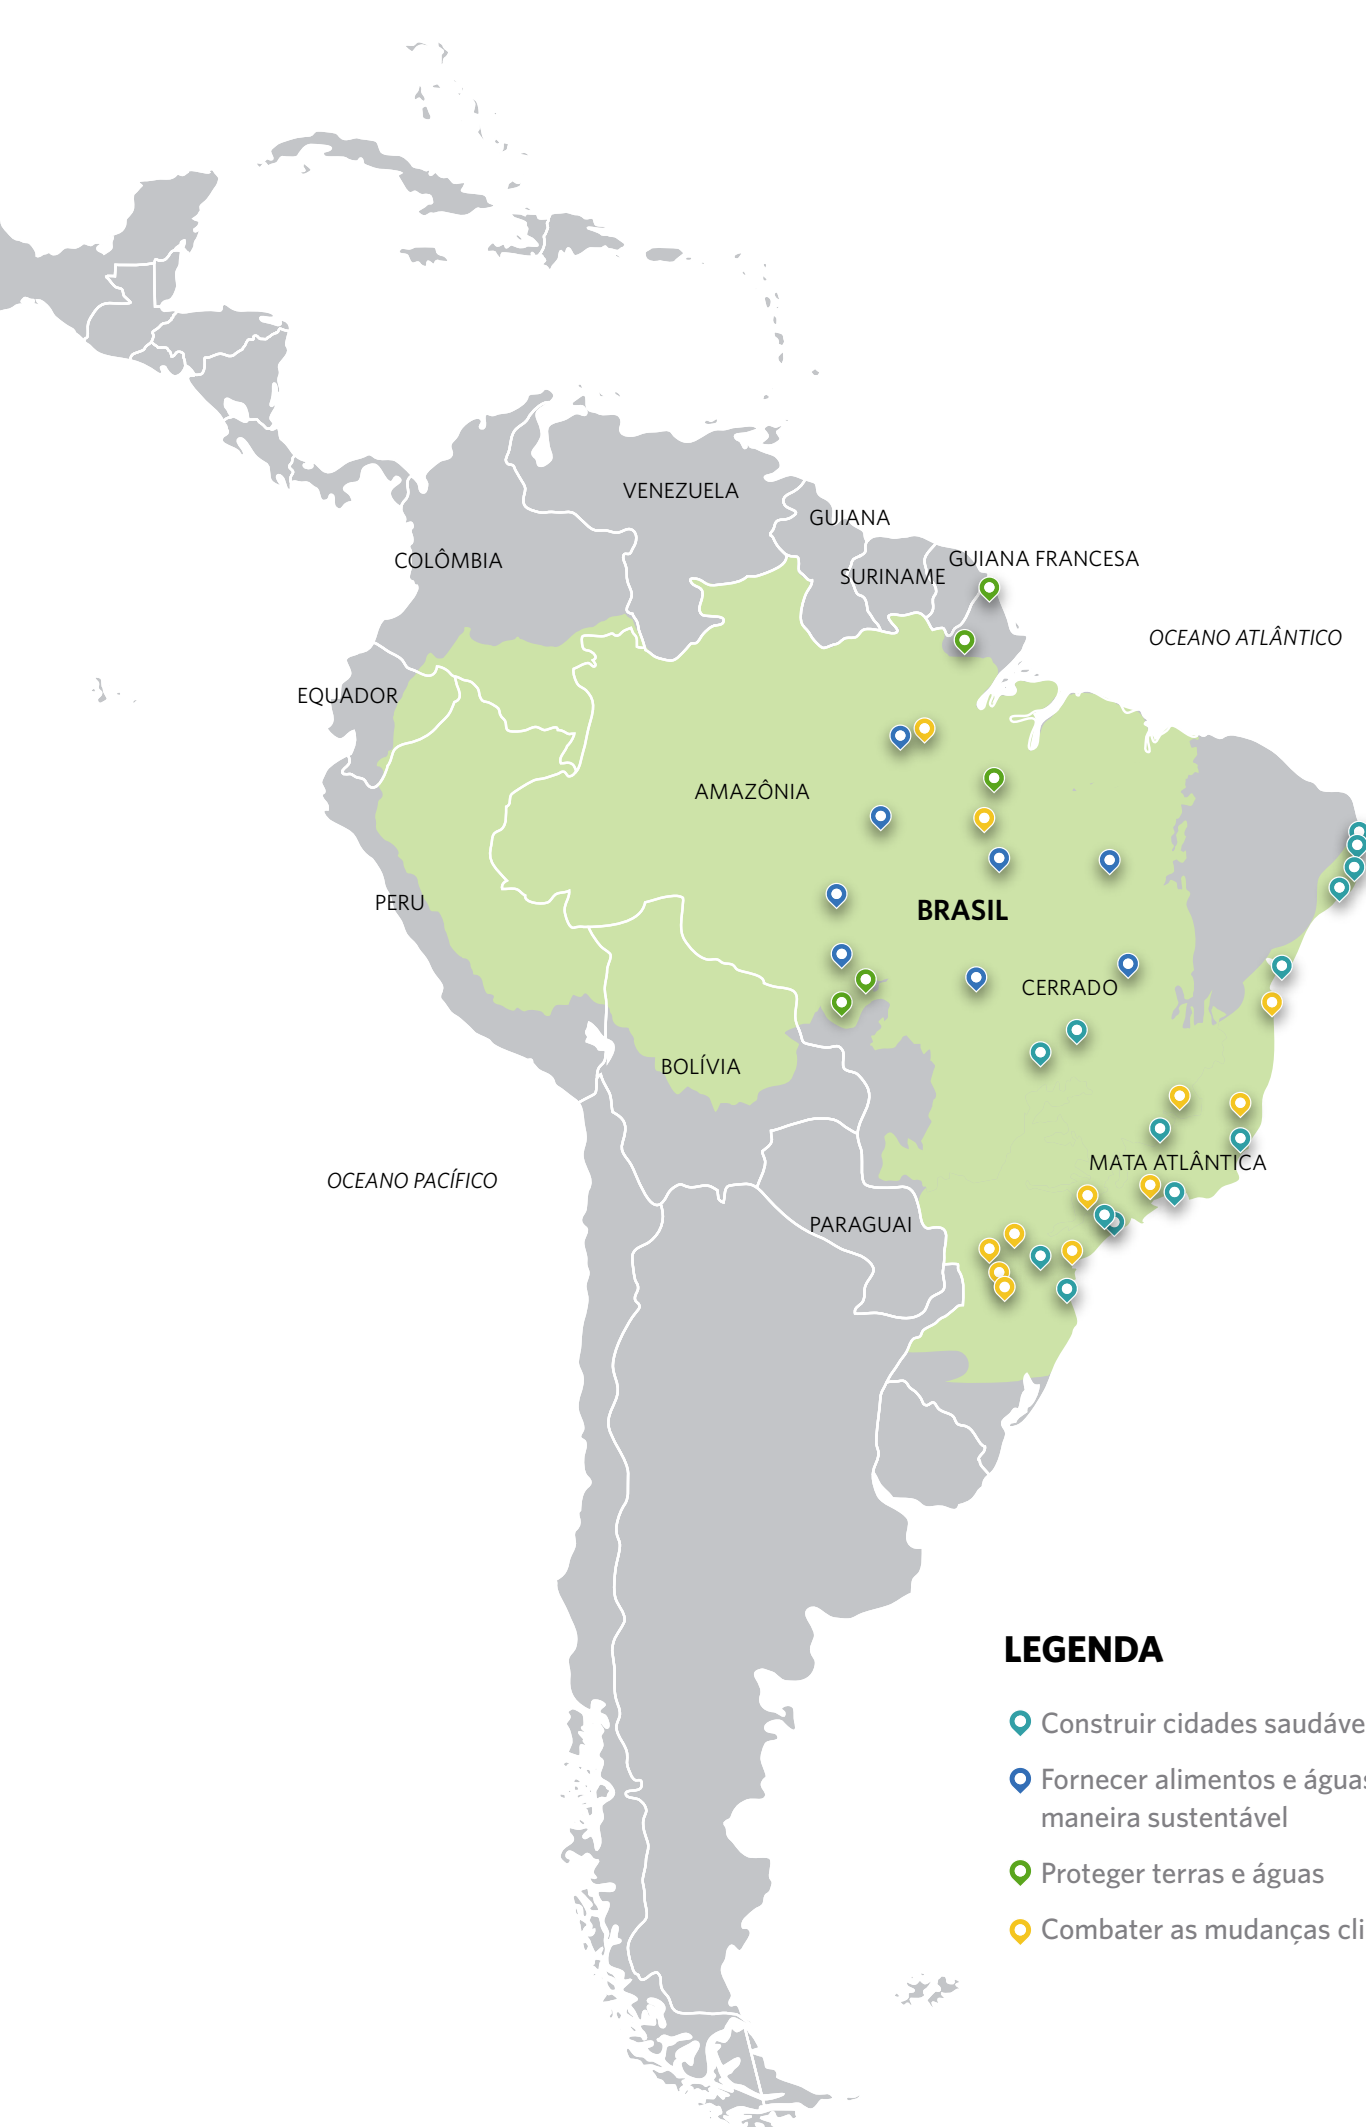 VENEZUELA
GUIANA
COLÔMBIA
GUIANA FRANCESA
SURINAME
OCEANO ATLÂNTICO
EQUADOR
AMAZÔNIA
PERU
BRASIL
CERRADO
BOLÍVIA
MATA ATLÂNTICA
OCEANO PACÍFICO
PARAGUAI
LEGENDA
Construir cidades saudáve
Fornecer alimentos e águas
maneira sustentável
Proteger terras e águas
Combater as mudanças cli